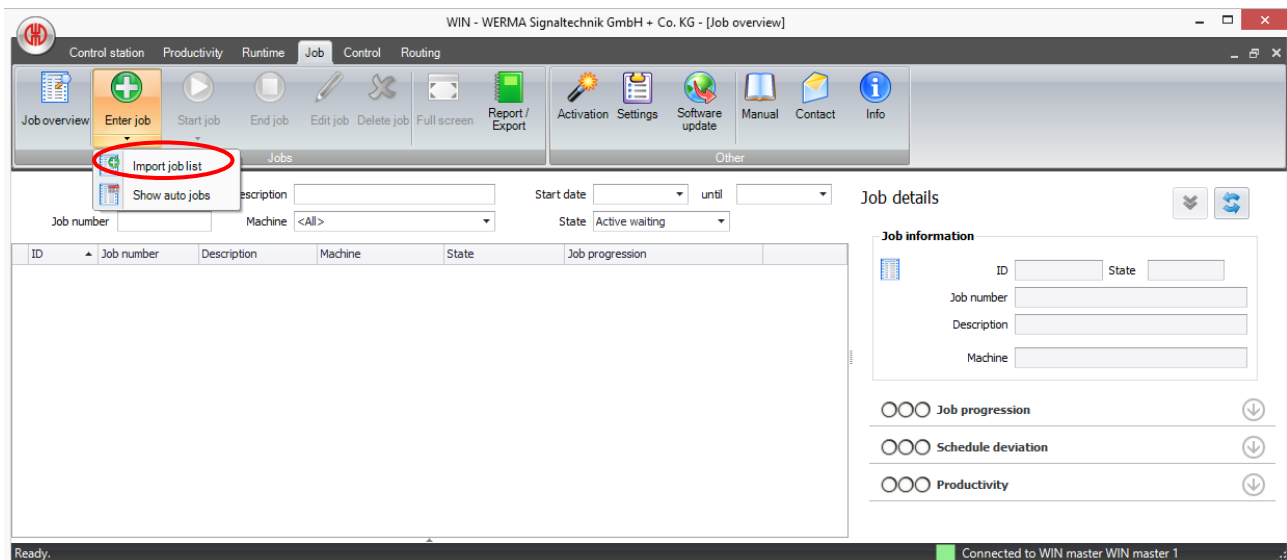 WIN - WERMA Signaltechnik GmbH + Co. KG - [Job overview]
Control station Productivity Runtime Job Control Routing
Job overview Enter job Start job End job Edit job Delete job Full screen Report / Export Activation Settings Software update Manual Contact Info
Jobs Other
Import job list
Show auto jobs
escription Start date until
Job number Machine <All> State Active waiting
ID Job number Description Machine State Job progression
Job details
Job information
ID State
Job number
Description
Machine
Job progression
Schedule deviation
Productivity
Ready. Connected to WIN master WIN master 1